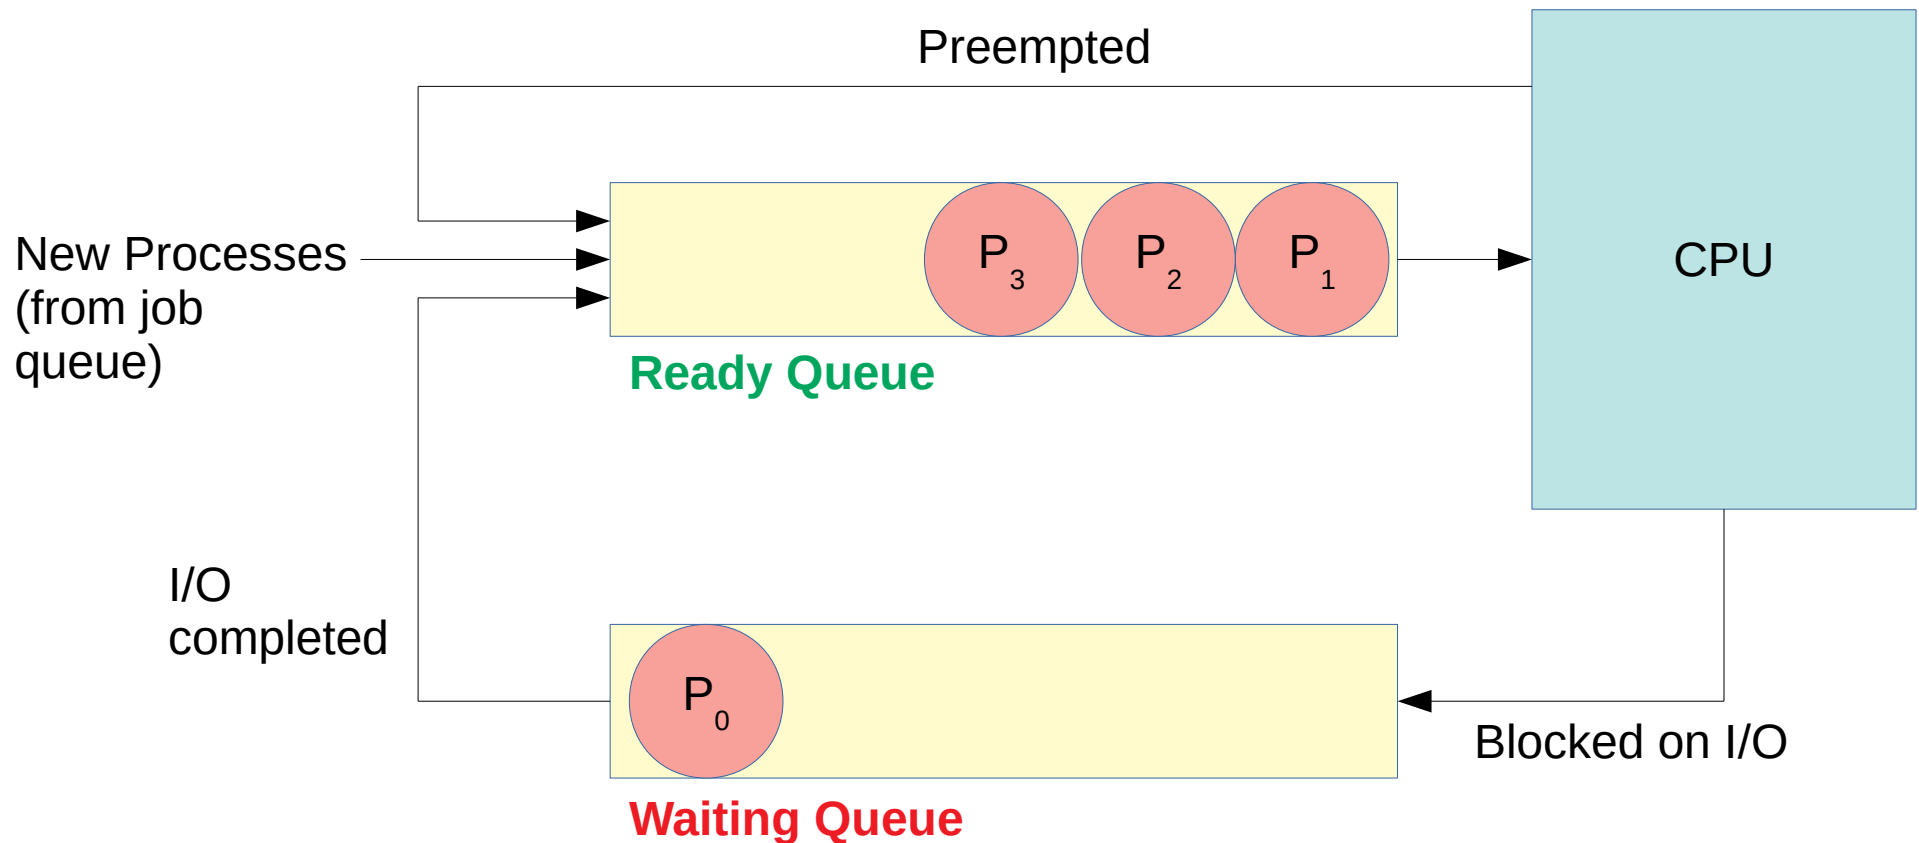 Preempted
New Processes
(from job
queue)
P3 P2 P1
CPU
Ready Queue
I/O
completed
P0
Blocked on I/O
Waiting Queue